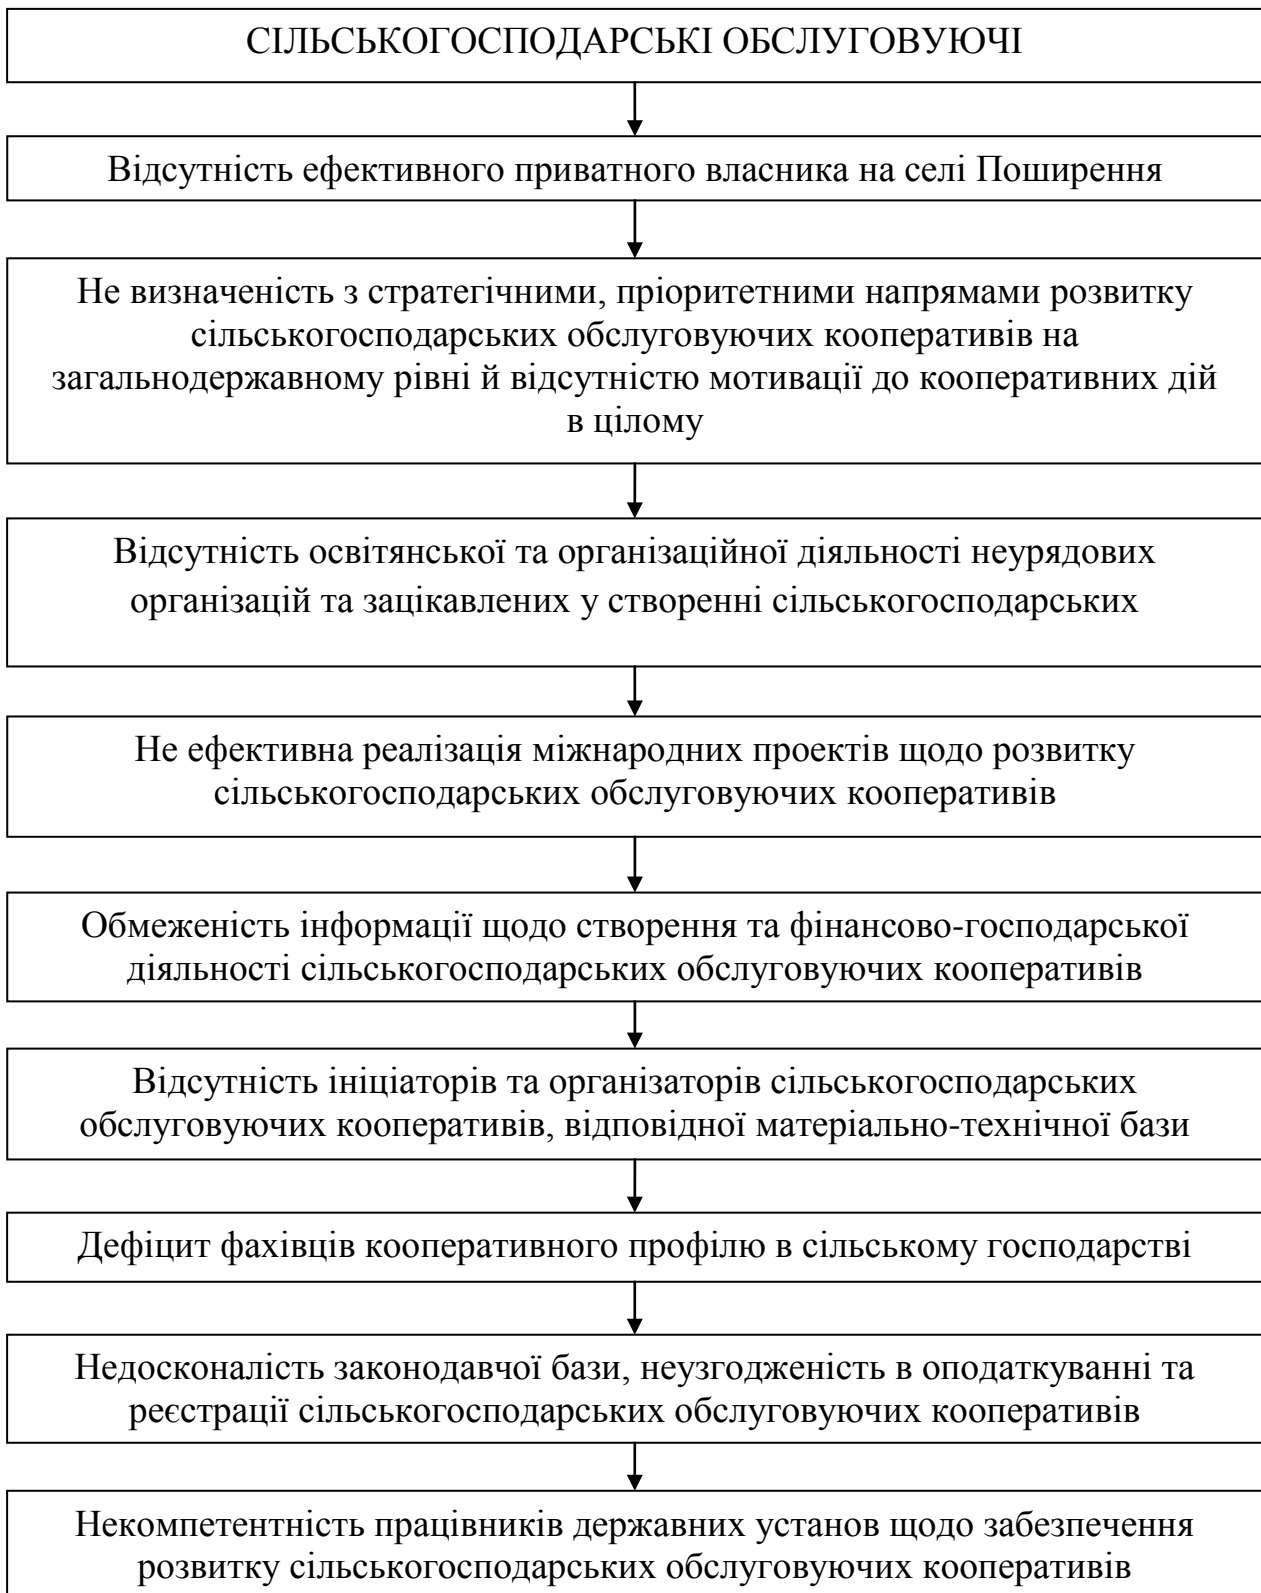 СІЛЬСЬКОГОСПОДАРСЬКІ ОБСЛУГОВУЮЧІ
Відсутність ефективного приватного власника на селі Поширення
Не визначеність з стратегічними, пріоритетними напрямами розвитку
сільськогосподарських обслуговуючих кооперативів на
загальнодержавному рівні й відсутністю мотивації до кооперативних дій
в цілому
Відсутність освітянської та організаційної діяльності неурядових
організацій та зацікавлених у створенні сільськогосподарських
Не ефективна реалізація міжнародних проектів щодо розвитку
сільськогосподарських обслуговуючих кооперативів
Обмеженість інформації щодо створення та фінансово-господарської
діяльності сільськогосподарських обслуговуючих кооперативів
Відсутність ініціаторів та організаторів сільськогосподарських
обслуговуючих кооперативів, відповідної матеріально-технічної бази
Дефіцит фахівців кооперативного профілю в сільському господарстві
Недосконалість законодавчої бази, неузгодженість в оподаткуванні та
реєстрації сільськогосподарських обслуговуючих кооперативів
Некомпетентність працівників державних установ щодо забезпечення
розвитку сільськогосподарських обслуговуючих кооперативів